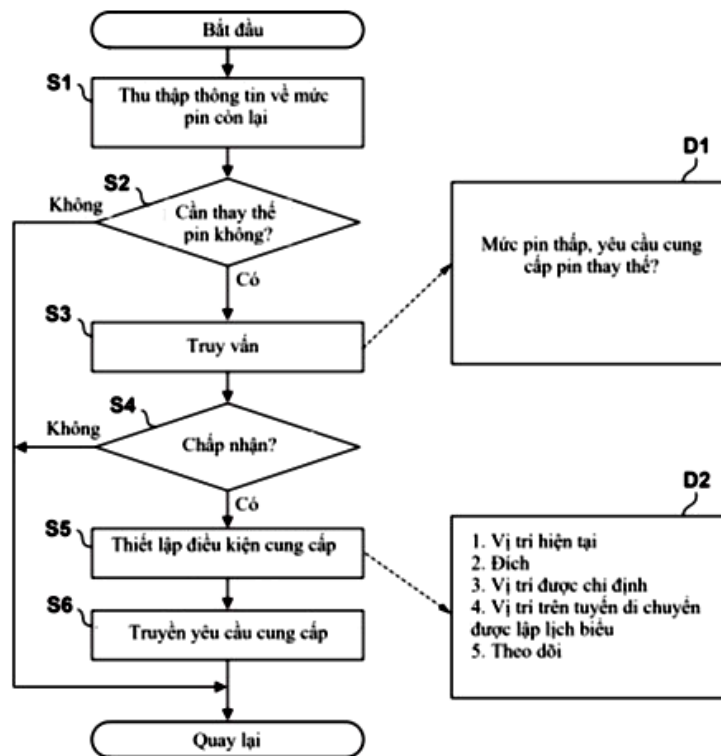 Bắt đầu
S1
Thu thập thông tin về mức
pin còn lại
S2
Không
Cần thay thế
pin không?
Có
D1
Mức pin thấp, yêu cầu cung
cấp pin thay thế?
S3
Truy vấn
S4
Không
Chấp nhận?
Có
S5
Thiết lập điều kiện cung cấp
D2
1. Vị trí hiện tại
2. Đích
3. Vị trí được chỉ định
4. Vị trí trên tuyến di chuyển
được lập lịch biểu
5. Theo dõi
S6
Truyền yêu cầu cung cấp
Quay lại